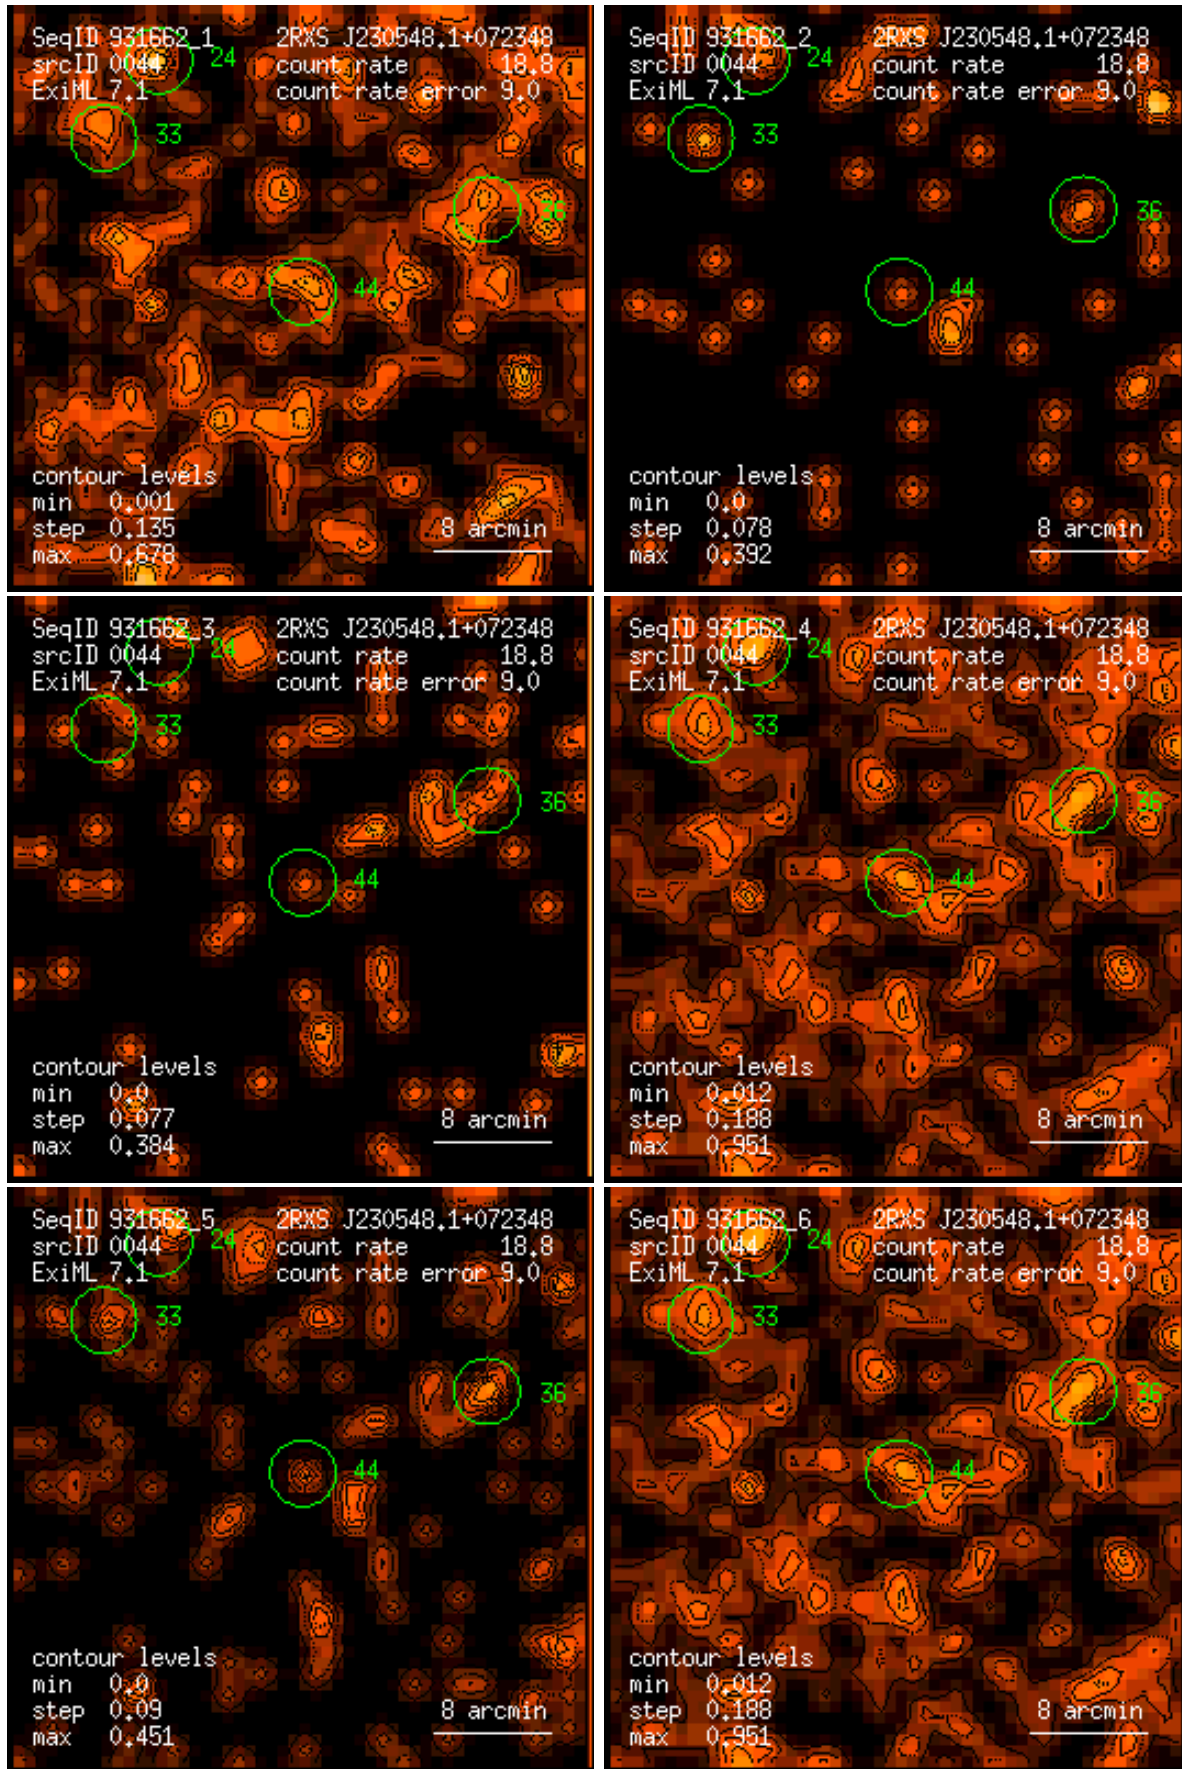 SeqID 931662_1 2RXS J230548.1+072348
srcID 0044 24 count rate 18.8
ExiML 7.1 count rate error 9.0
33
36
44
contour levels
min 0.001
step 0.135 8 arcmin
max 0.678
SeqID 931662_2 2RXS J230548.1+072348
srcID 0044 24 count rate 18.8
ExiML 7.1 count rate error 9.0
33
36
44
contour levels
min 0.0
step 0.078 8 arcmin
max 0.392
SeqID 931662_3 2RXS J230548.1+072348
srcID 0044 24 count rate 18.8
ExiML 7.1 count rate error 9.0
33
36
44
contour levels
min 0.0
step 0.077 8 arcmin
max 0.384
SeqID 931662_4 2RXS J230548.1+072348
srcID 0044 24 count rate 18.8
ExiML 7.1 count rate error 9.0
33
36
44
contour levels
min 0.012
step 0.188 8 arcmin
max 0.951
SeqID 931662_5 2RXS J230548.1+072348
srcID 0044 24 count rate 18.8
ExiML 7.1 count rate error 9.0
33
36
44
contour levels
min 0.0
step 0.09 8 arcmin
max 0.451
SeqID 931662_6 2RXS J230548.1+072348
srcID 0044 24 count rate 18.8
ExiML 7.1 count rate error 9.0
33
36
44
contour levels
min 0.012
step 0.188 8 arcmin
max 0.951